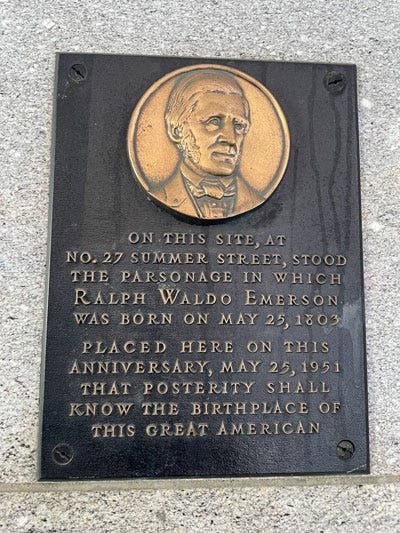 ON THIS SITE, AT
NO. 27 SUMMER STREET, STOOD
THE PARSONAGE IN WHICH
RALPH WALDO EMERSON
WAS BORN ON MAY 25, 1803
PLACED HERE ON THIS
ANNIVERSARY, MAY 25, 1951
THAT POSTERITY SHALL
KNOW THE BIRTHPLACE OF
THIS GREAT AMERICAN